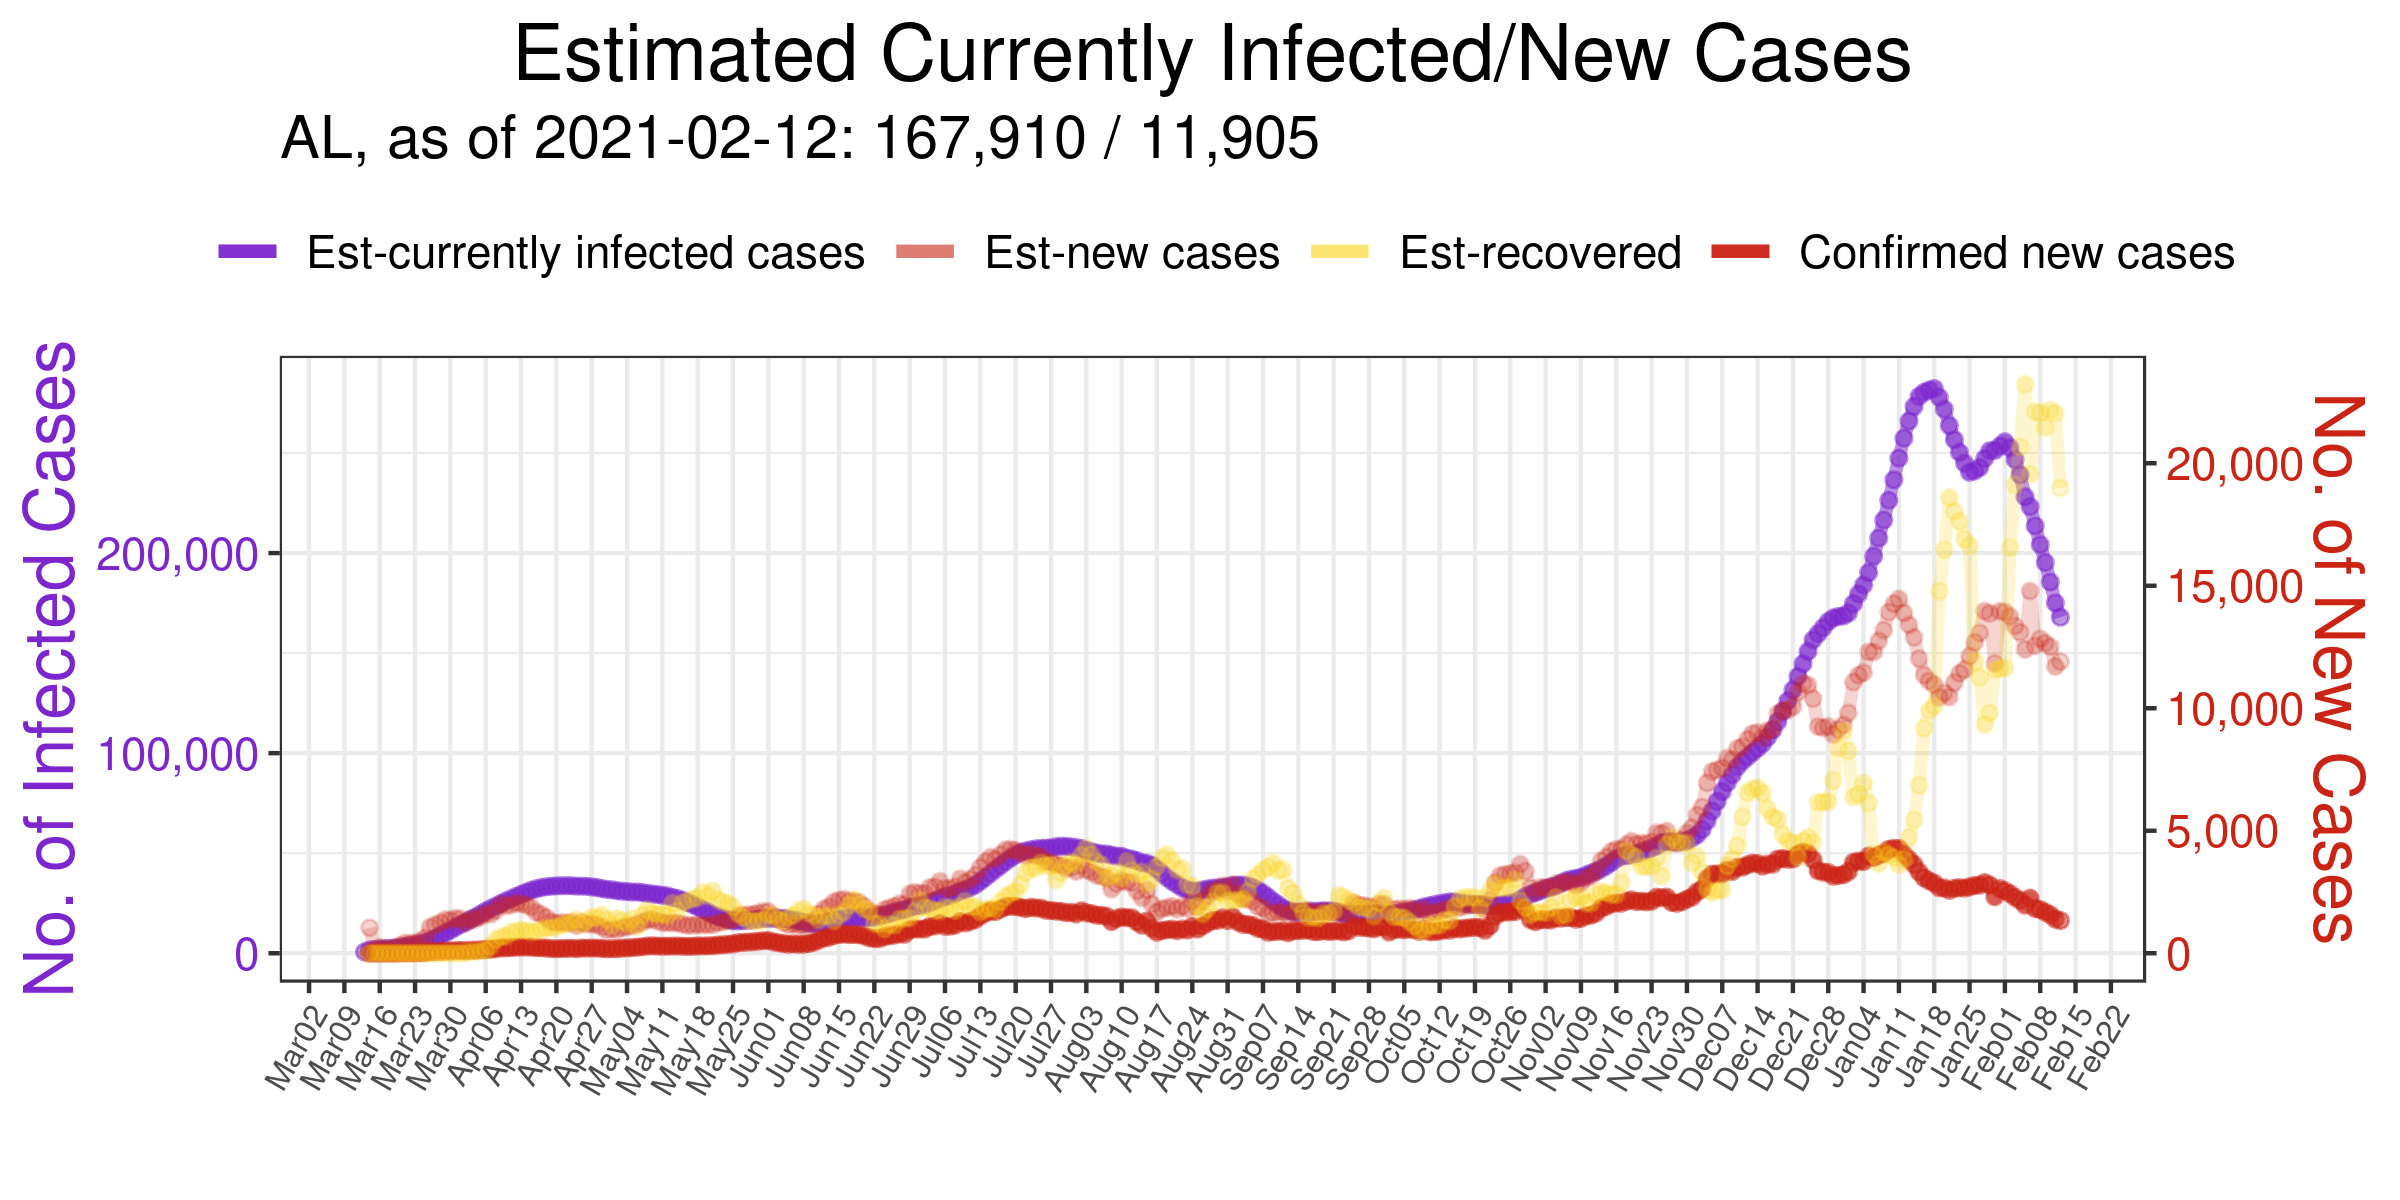 Estimated Currently Infected/New Cases
AL, as of 2021-02-12: 167,910 / 11,905
Est-currently infected cases Est-new cases Est-recovered Confirmed new cases
No. of Infected Cases
200,000
100,000
0
20,000
15,000
10,000
5,000
0
No. of New Cases
Mar02 Mar09 Mar16 Mar23 Mar30 Apr06 Apr13 Apr20 Apr27 May04 May11 May18 May25 Jun01 Jun08 Jun15 Jun22 Jun29 Jul06 Jul13 Jul20 Jul27 Aug03 Aug10 Aug17 Aug24 Aug31 Sep07 Sep14 Sep21 Sep28 Oct05 Oct12 Oct19 Oct26 Nov02 Nov09 Nov16 Nov23 Nov30 Dec07 Dec14 Dec21 Dec28 Jan04 Jan11 Jan18 Jan25 Feb01 Feb08 Feb15 Feb22